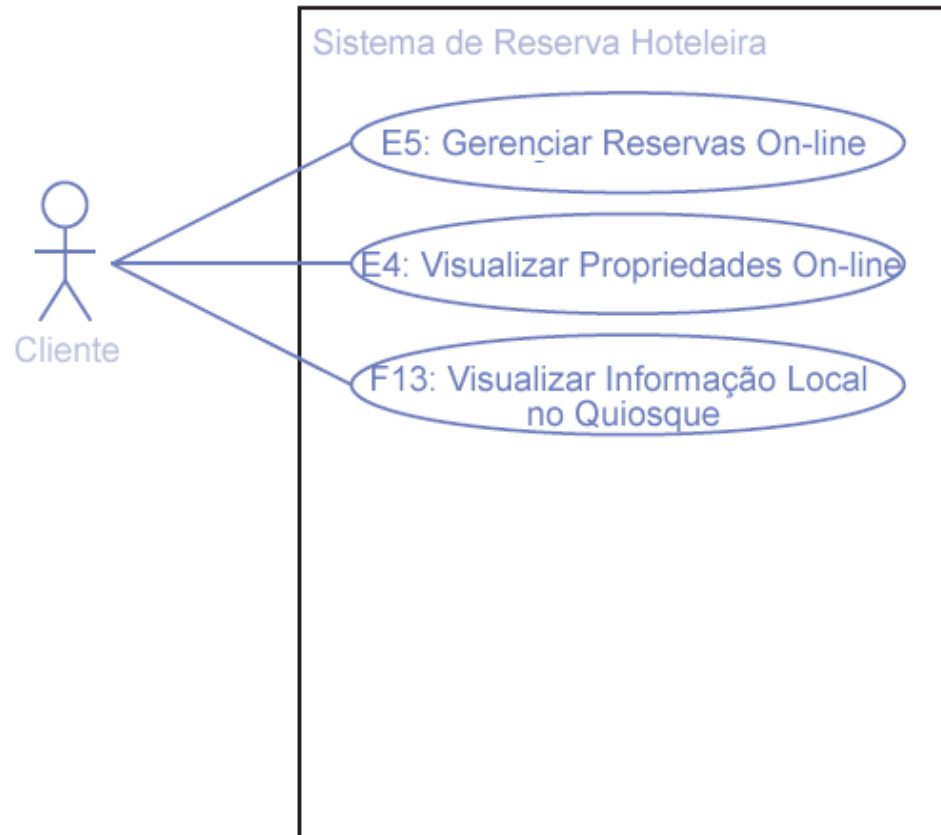 Sistema de Reserva Hoteleira
E5: Gerenciar Reservas On-line
E4: Visualizar Propriedades On-line
Cliente
F13: Visualizar Informação Local
no Quiosque